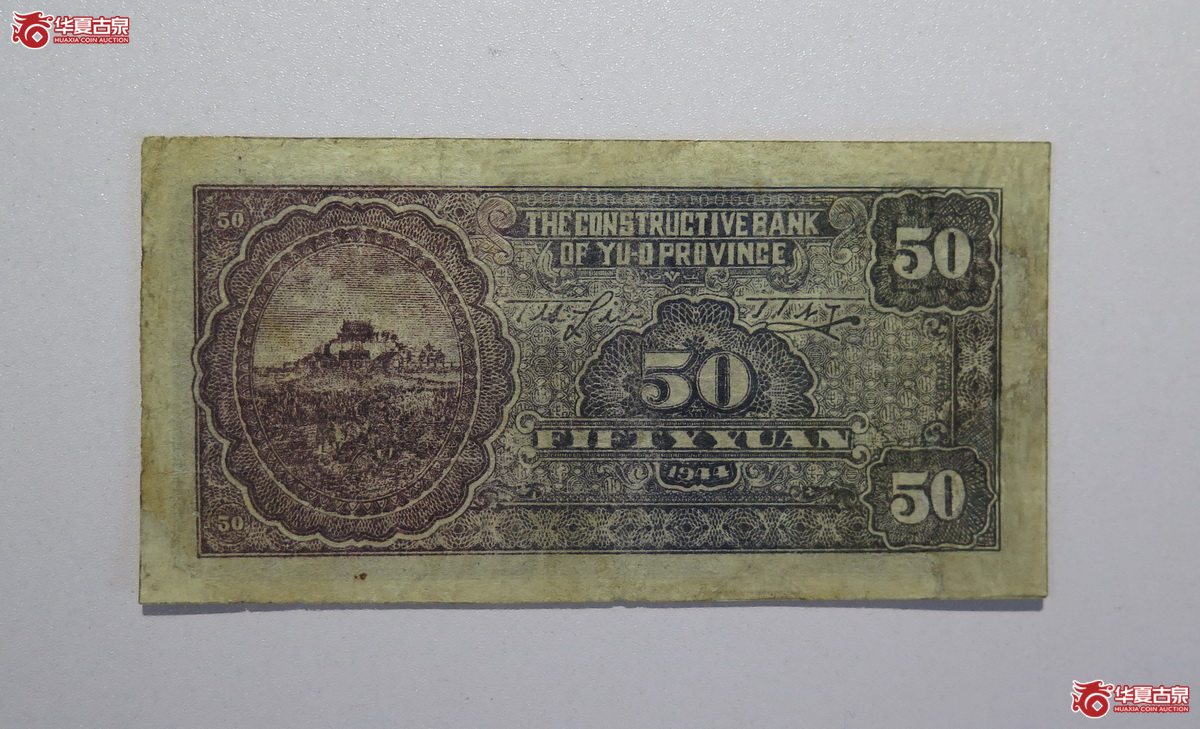 华夏古泉
HUAXIA COIN AUCTION
50
THE CONSTRUCTIVE BANK
OF YU-O PROVINCE
50
50
FIFTY YUAN
1944
50
50
华夏古泉
HUAXIA COIN AUCTION